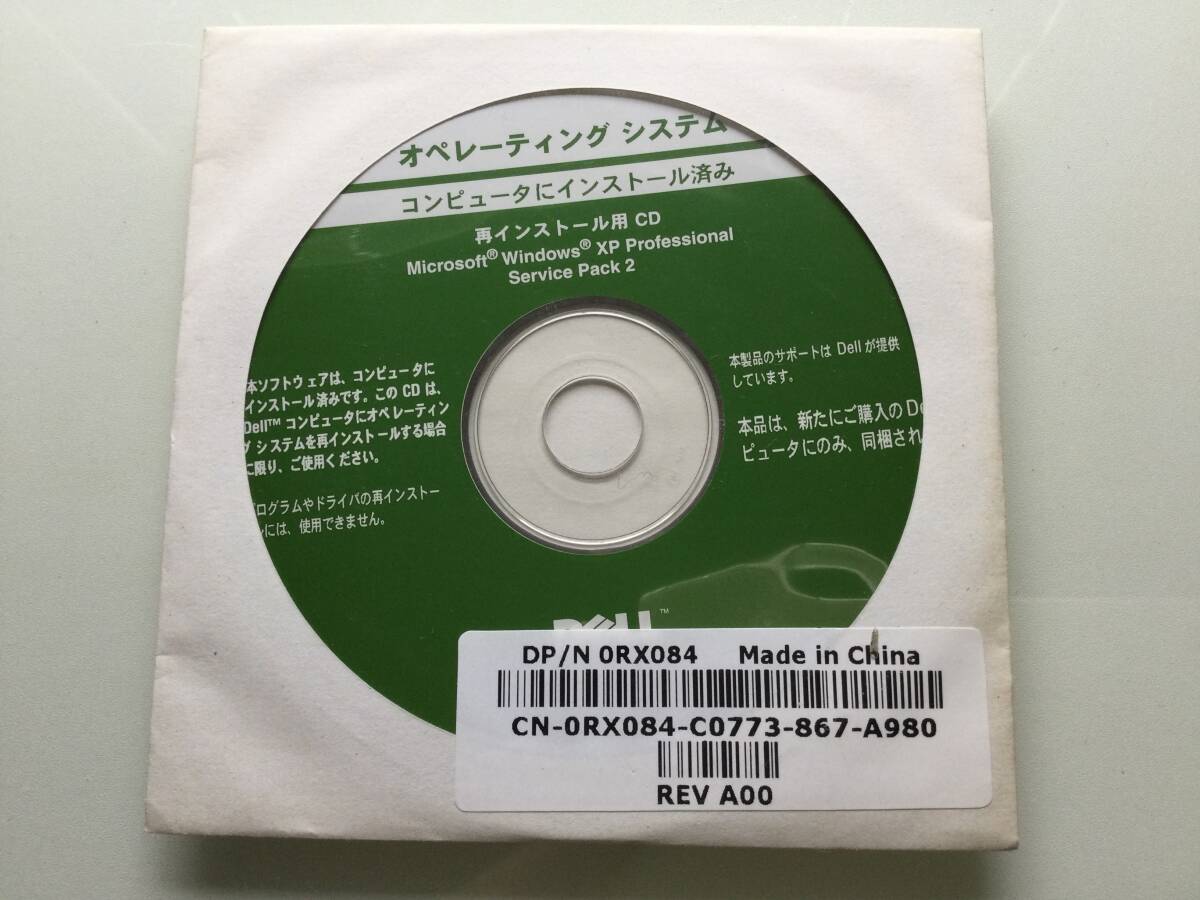 オペレーティング システム
コンピュータにインストール済み
再インストール用 CD
Microsoft® Windows® XP Professional
Service Pack 2
本ソフトウェアは、コンピュータに
インストール済みです。この CD は、
Dell™ コンピュータにオペレーティン
グ システムを再インストールする場合
に限り、ご使用ください。
プログラムやドライバの再インストー
ルには、使用できません。
本製品のサポートは Dell が提供
しています。
本品は、新たにご購入の De
ピュータにのみ、同梱され
DELL™
DP/N 0RX084 Made in China
CN-0RX084-C0773-867-A980
REV A00